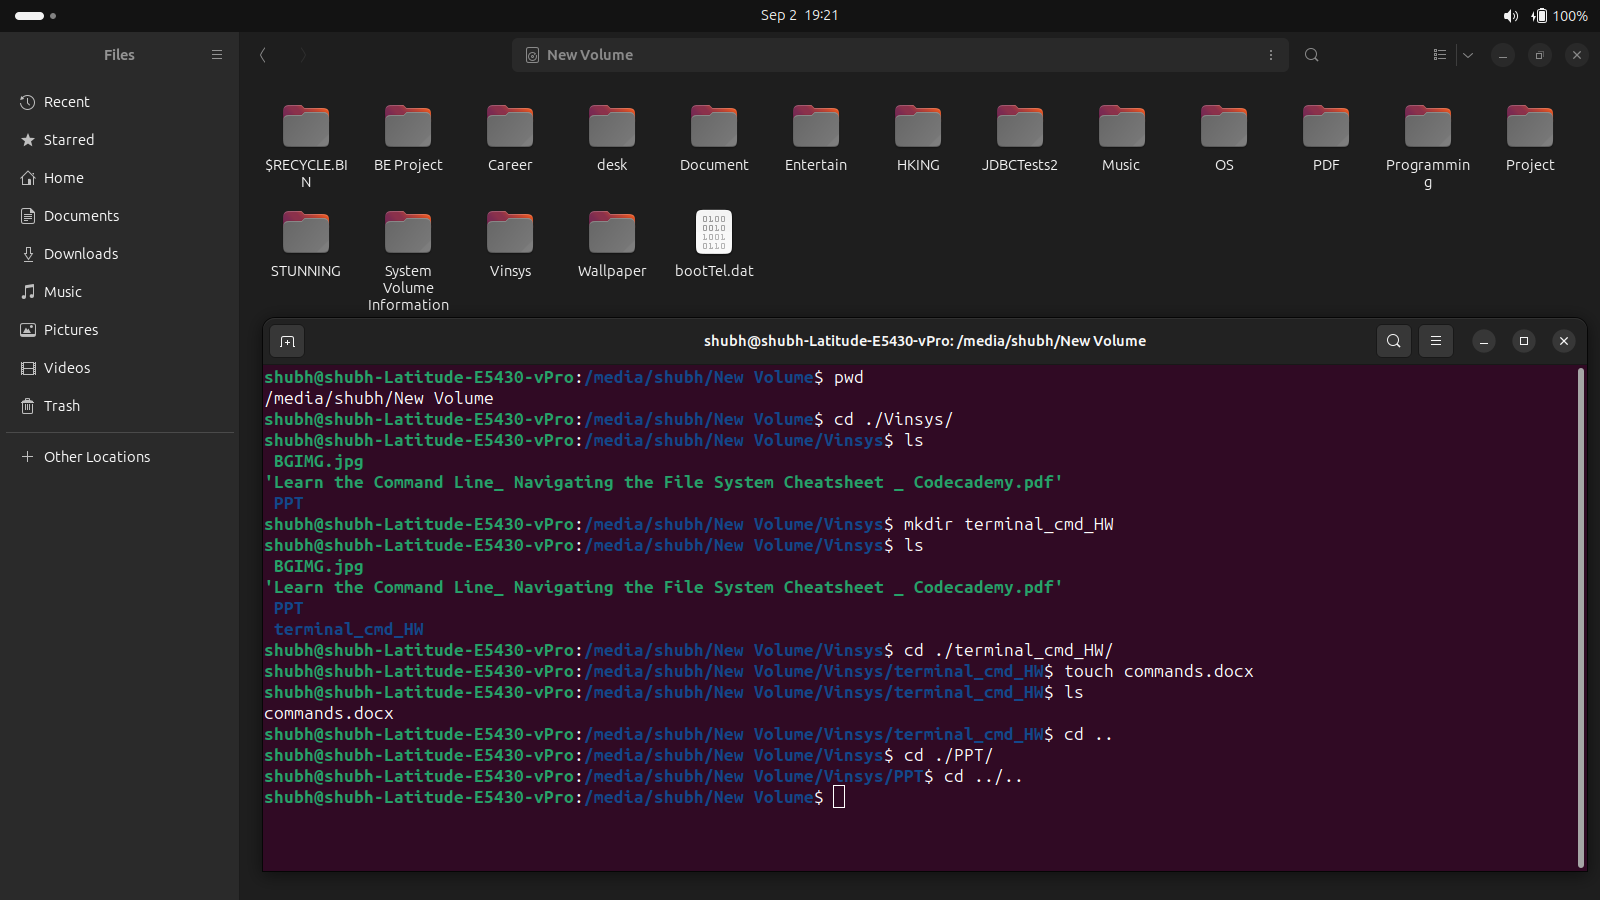 Sep 2 19:21
100%
Files
New Volume
Recent
Starred
Home
Documents
Downloads
Music
Pictures
Videos
Trash
Other Locations
$RECYCLE.BI
N
BE Project
Career
desk
Document
Entertain
HKING
JDBCTests2
Music
OS
PDF
Programmin
g
Project
STUNNING
System
Volume
Information
Vinsys
Wallpaper
0100
0010
1001
0110
bootTel.dat
shubh@shubh-Latitude-E5430-vPro: /media/shubh/New Volume
shubh@shubh-Latitude-E5430-vPro:/media/shubh/New Volume$ pwd
/media/shubh/New Volume
shubh@shubh-Latitude-E5430-vPro:/media/shubh/New Volume$ cd ./Vinsys/
shubh@shubh-Latitude-E5430-vPro:/media/shubh/New Volume/Vinsys$ ls
BGIMG.jpg
'Learn the Command Line_ Navigating the File System Cheatsheet _ Codecademy.pdf'
PPT
shubh@shubh-Latitude-E5430-vPro:/media/shubh/New Volume/Vinsys$ mkdir terminal_cmd_HW
shubh@shubh-Latitude-E5430-vPro:/media/shubh/New Volume/Vinsys$ ls
BGIMG.jpg
'Learn the Command Line_ Navigating the File System Cheatsheet _ Codecademy.pdf'
PPT
terminal_cmd_HW
shubh@shubh-Latitude-E5430-vPro:/media/shubh/New Volume/Vinsys$ cd ./terminal_cmd_HW/
shubh@shubh-Latitude-E5430-vPro:/media/shubh/New Volume/Vinsys/terminal_cmd_HW$ touch commands.docx
shubh@shubh-Latitude-E5430-vPro:/media/shubh/New Volume/Vinsys/terminal_cmd_HW$ ls
commands.docx
shubh@shubh-Latitude-E5430-vPro:/media/shubh/New Volume/Vinsys/terminal_cmd_HW$ cd ..
shubh@shubh-Latitude-E5430-vPro:/media/shubh/New Volume/Vinsys$ cd ./PPT/
shubh@shubh-Latitude-E5430-vPro:/media/shubh/New Volume/Vinsys/PPT$ cd ../..
shubh@shubh-Latitude-E5430-vPro:/media/shubh/New Volume$